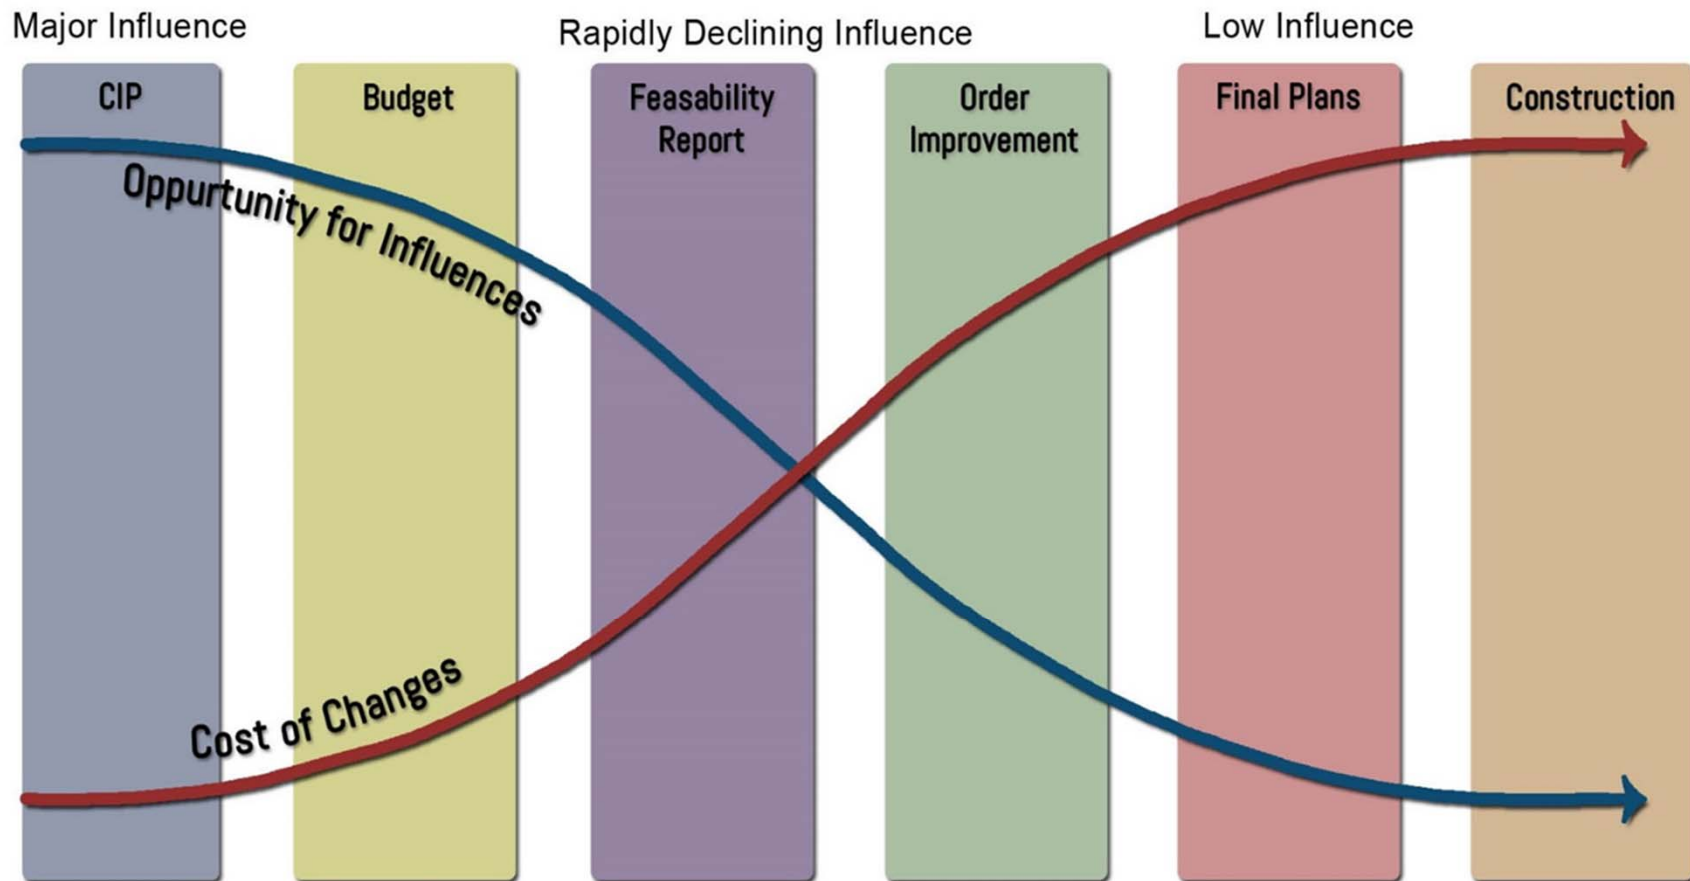 Major Influence
Rapidly Declining Influence
Low Influence
CIP
Budget
Feasability
Report
Order
Improvement
Final Plans
Construction
Oppurtunity for Influences
Cost of Changes